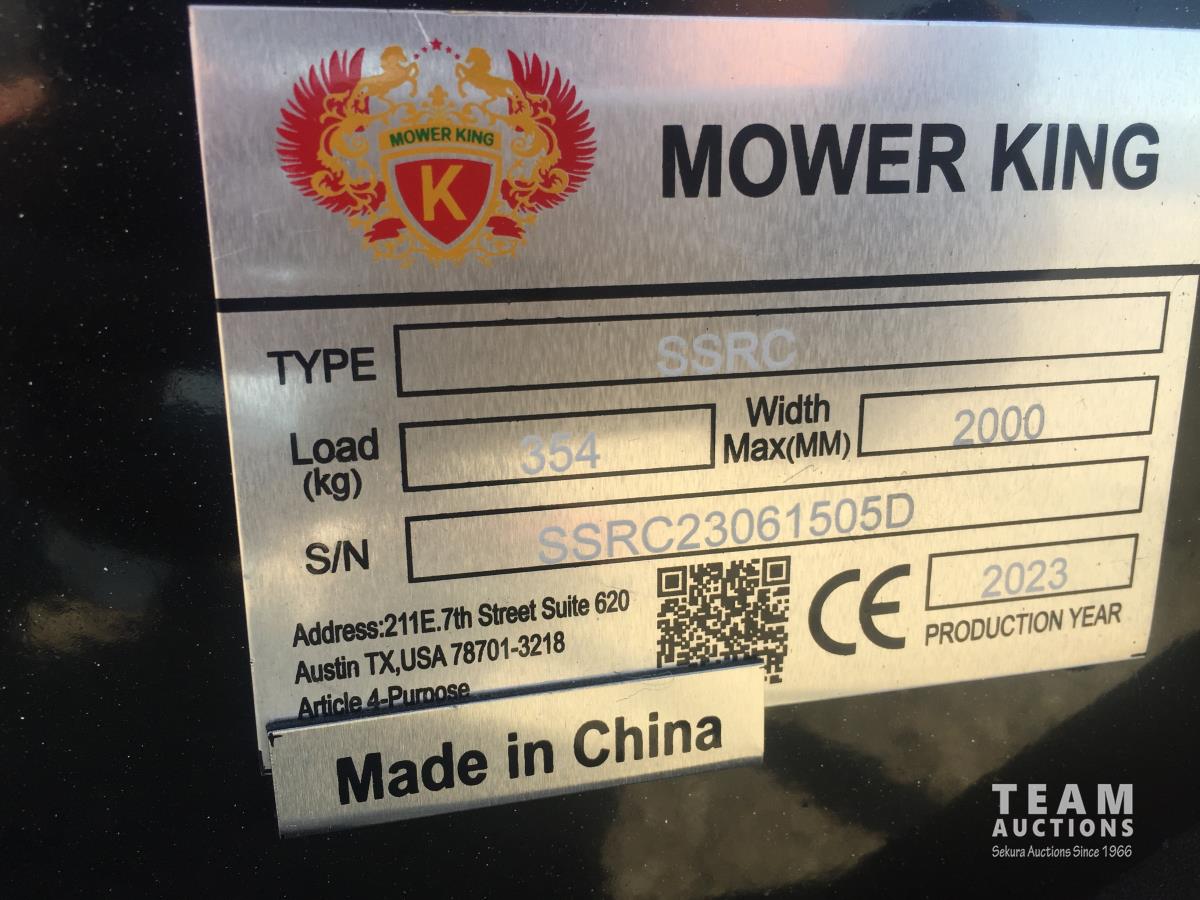 MOWER KING
K
MOWER KING
TYPE SSRC
Load (kg) 354 Width Max(MM) 2000
S/N SSRC23061505D
Address:211E.7th Street Suite 620
Austin TX,USA 78701-3218
Article 4-Purpose
CE 2023
PRODUCTION YEAR
Made in China
TEAM
AUCTIONS
Sekura Auctions Since 1966